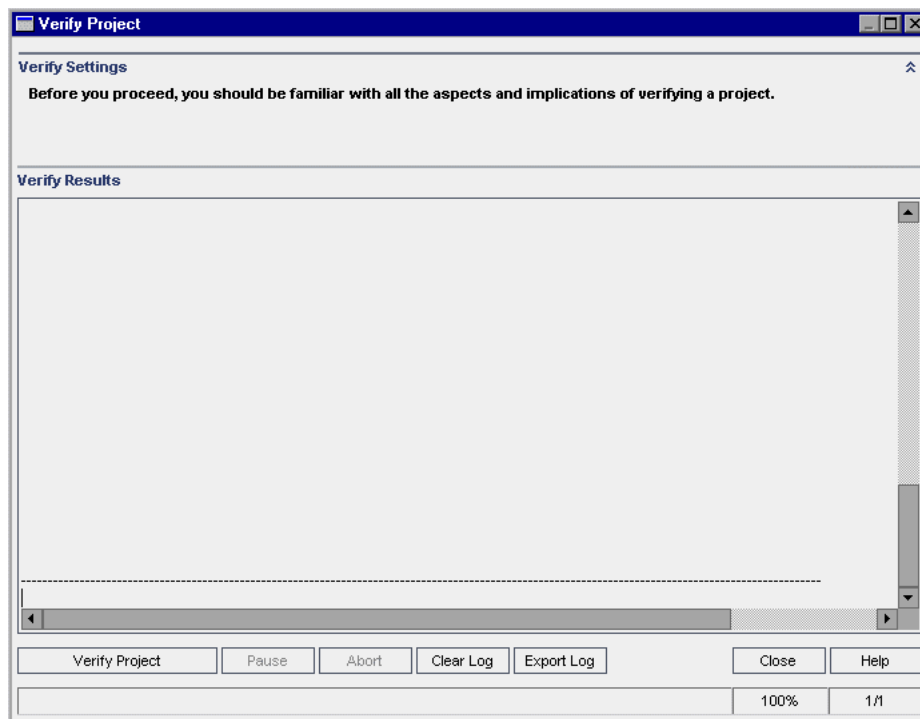 Verify Project
Verify Settings
Before you proceed, you should be familiar with all the aspects and implications of verifying a project.
Verify Results
--------------------------------------------------------------------------------------------------------------------------------------------------------
Verify Project Pause Abort Clear Log Export Log Close Help
100% 1/1